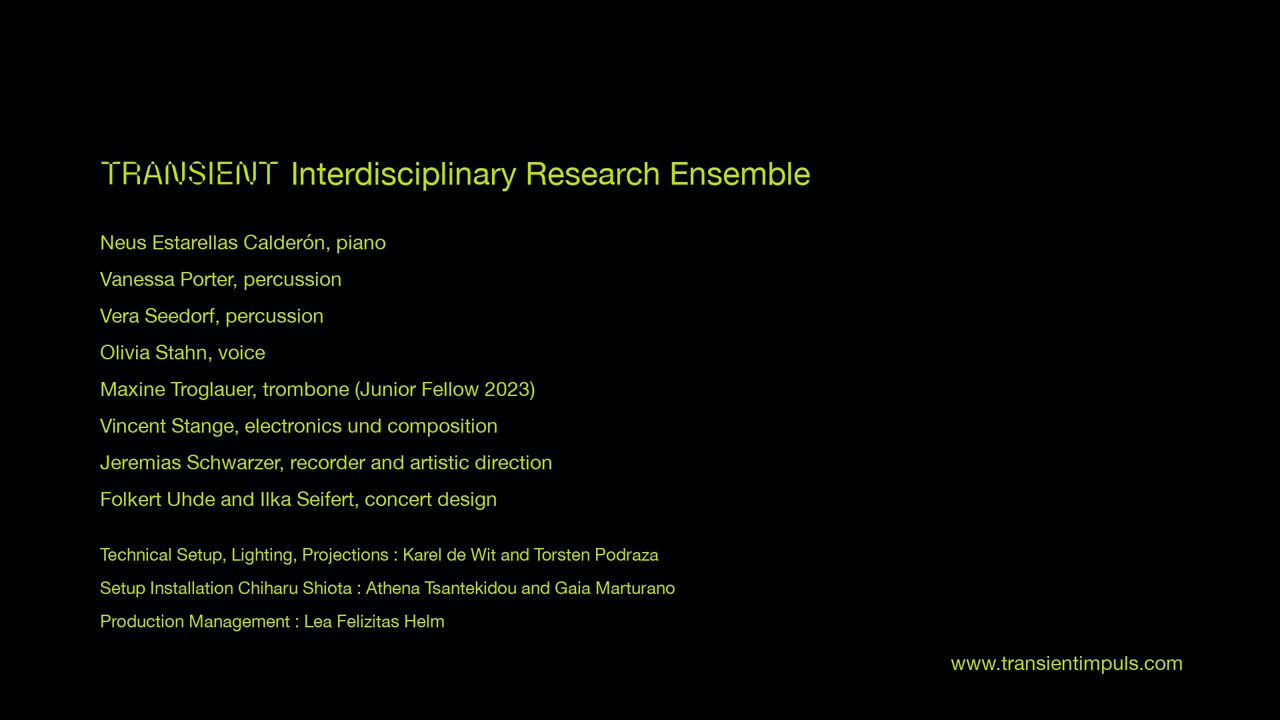 TRANSIENT Interdisciplinary Research Ensemble
Neus Estarellas Calderón, piano
Vanessa Porter, percussion
Vera Seedorf, percussion
Olivia Stahn, voice
Maxine Troglauer, trombone (Junior Fellow 2023)
Vincent Stange, electronics und composition
Jeremias Schwarzer, recorder and artistic direction
Folkert Uhde and Ilka Seifert, concert design
Technical Setup, Lighting, Projections : Karel de Wit and Torsten Podraza
Setup Installation Chiharu Shiota : Athena Tsantekidou and Gaia Marturano
Production Management : Lea Felizitas Helm
www.transientimpuls.com